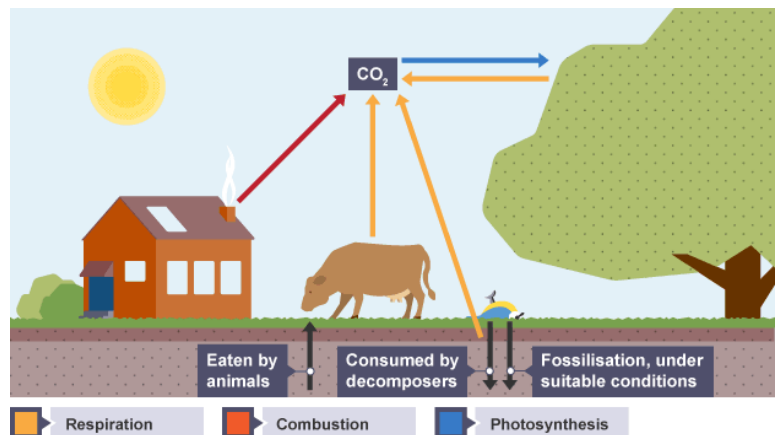 CO₂
Eaten by
animals
Consumed by
decomposers
Fossilisation, under
suitable conditions
Respiration
Combustion
Photosynthesis